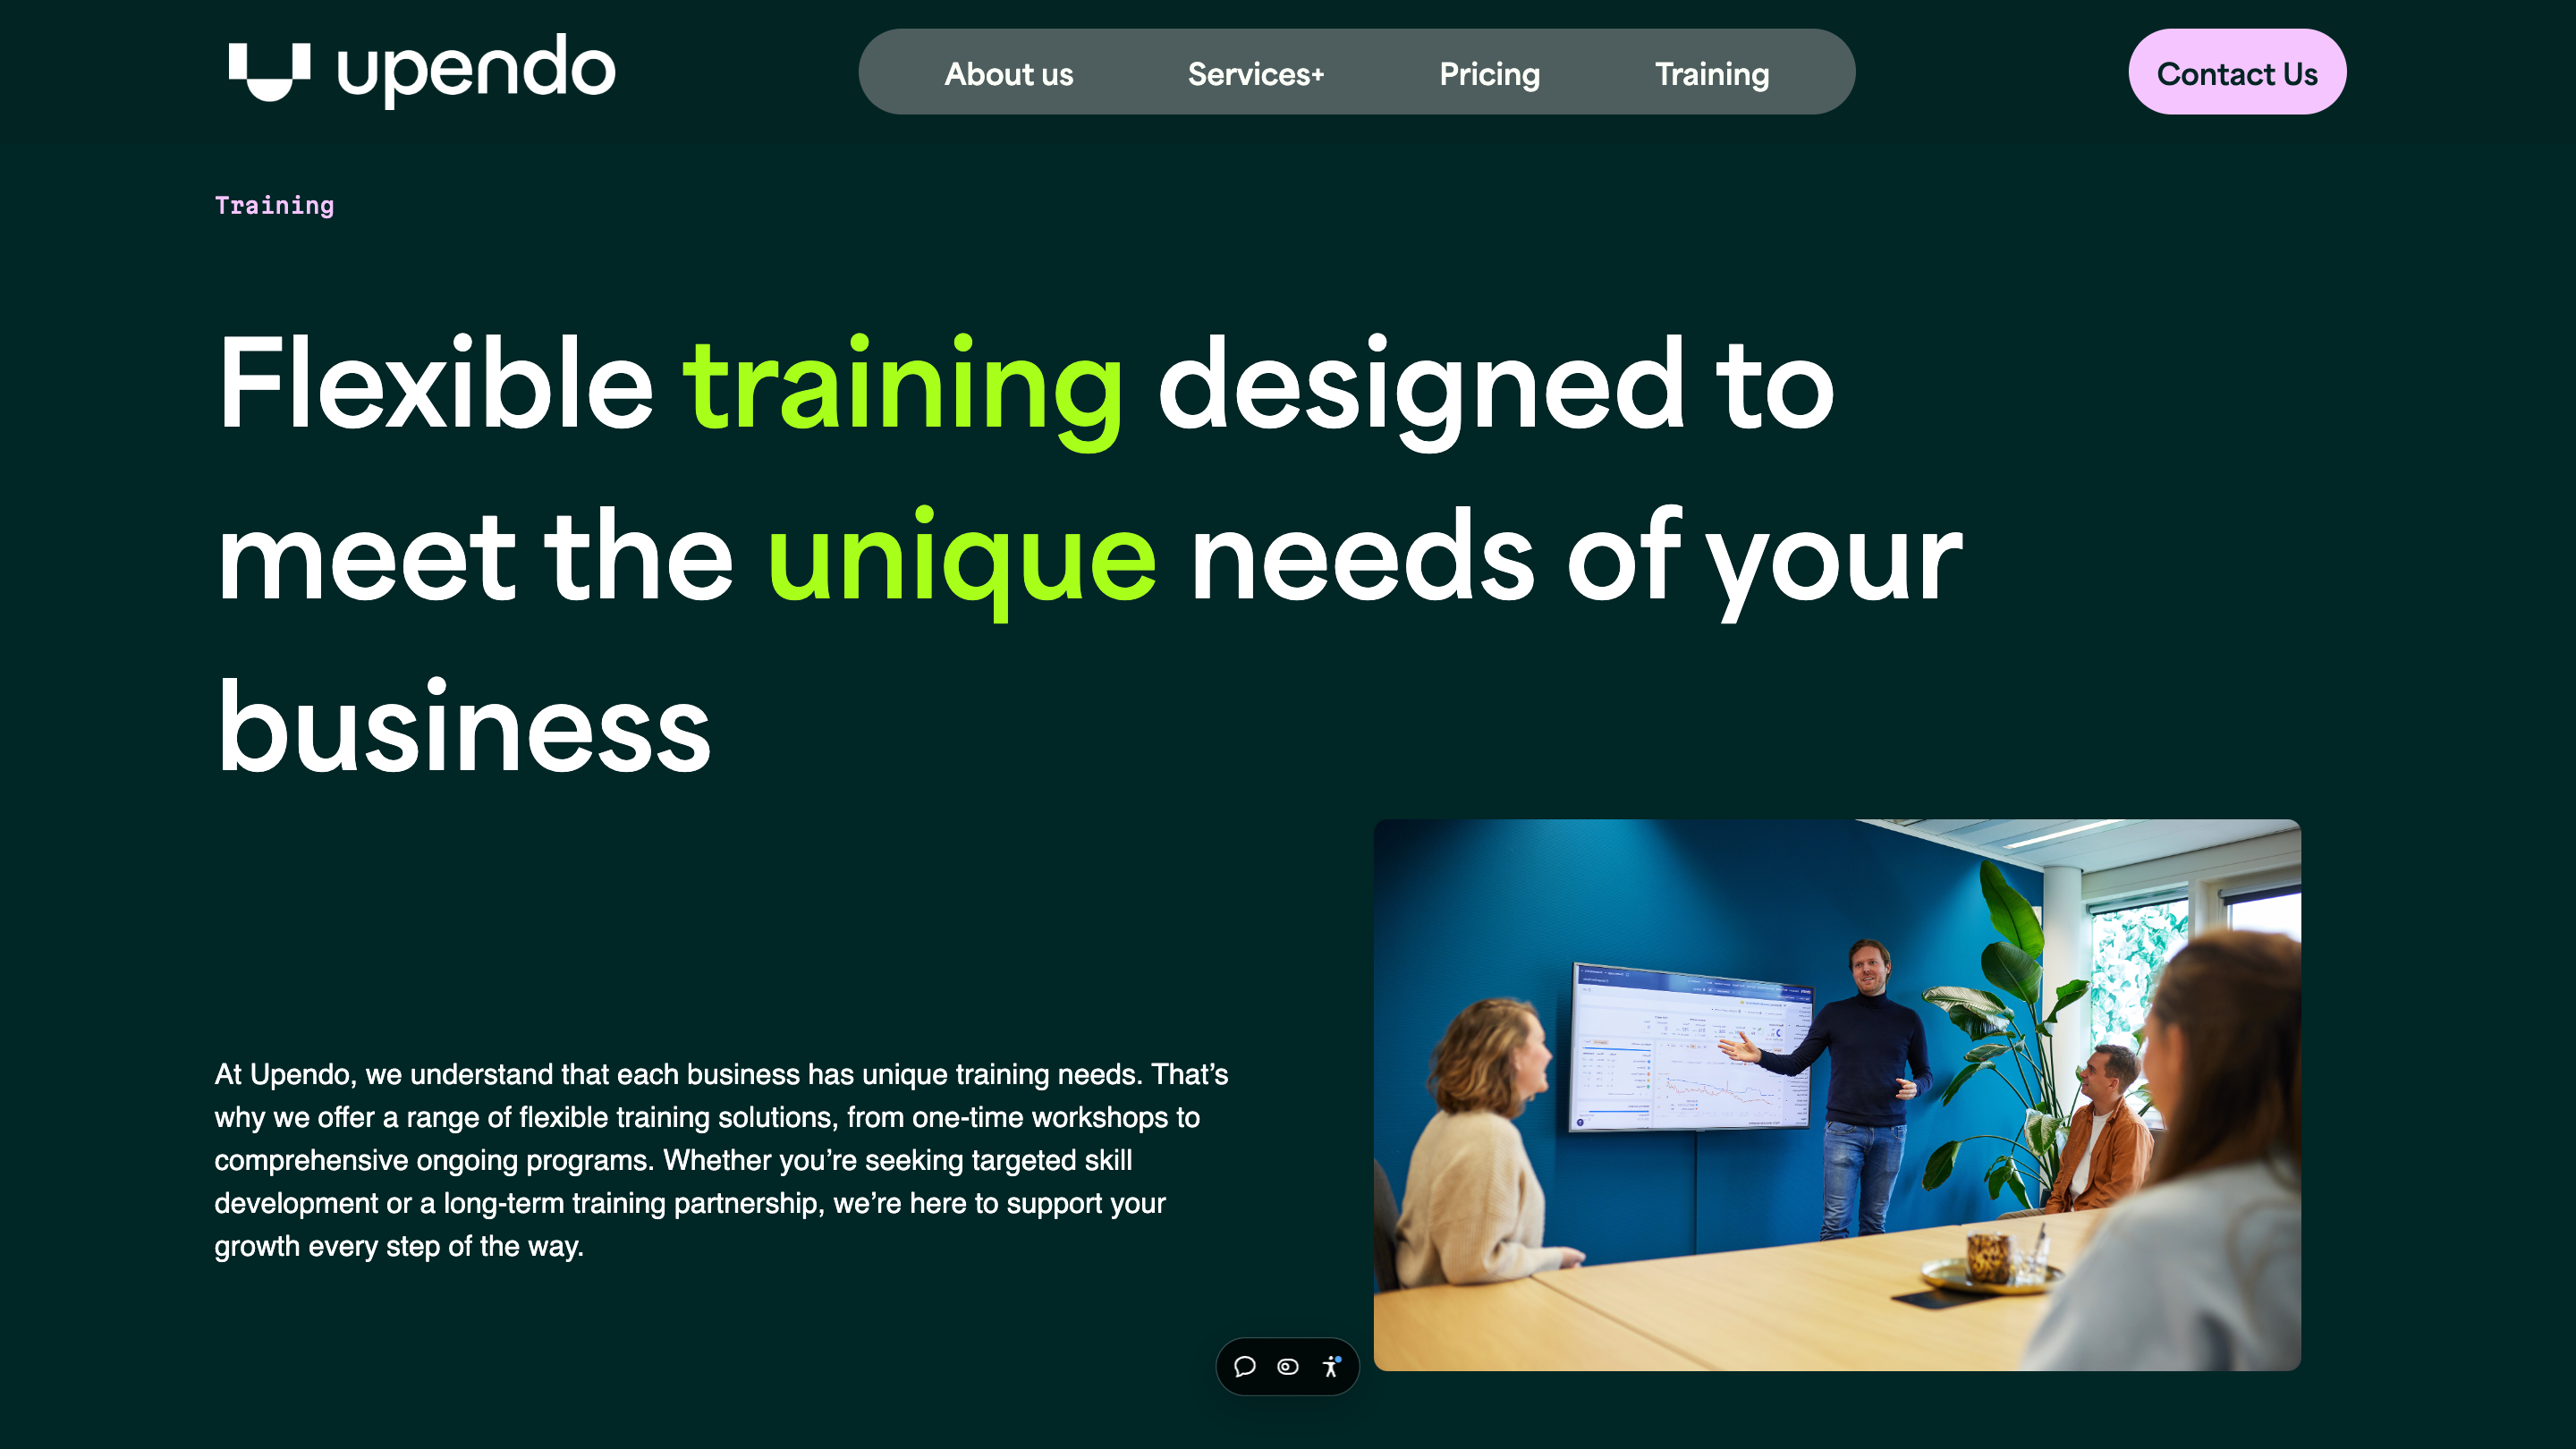 upendo
About us
Services+
Pricing
Training
Contact Us
Training
Flexible training designed to
meet the unique needs of your
business
At Upendo, we understand that each business has unique training needs. That’s
why we offer a range of flexible training solutions, from one-time workshops to
comprehensive ongoing programs. Whether you’re seeking targeted skill
development or a long-term training partnership, we’re here to support your
growth every step of the way.